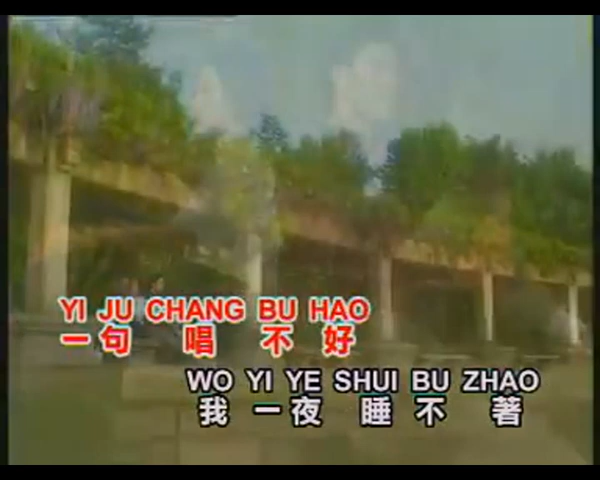 YI JU CHANG BU HAO
一句 唱 不 好
WO YI YE SHUI BU ZHAO
我 一 夜 睡 不 著